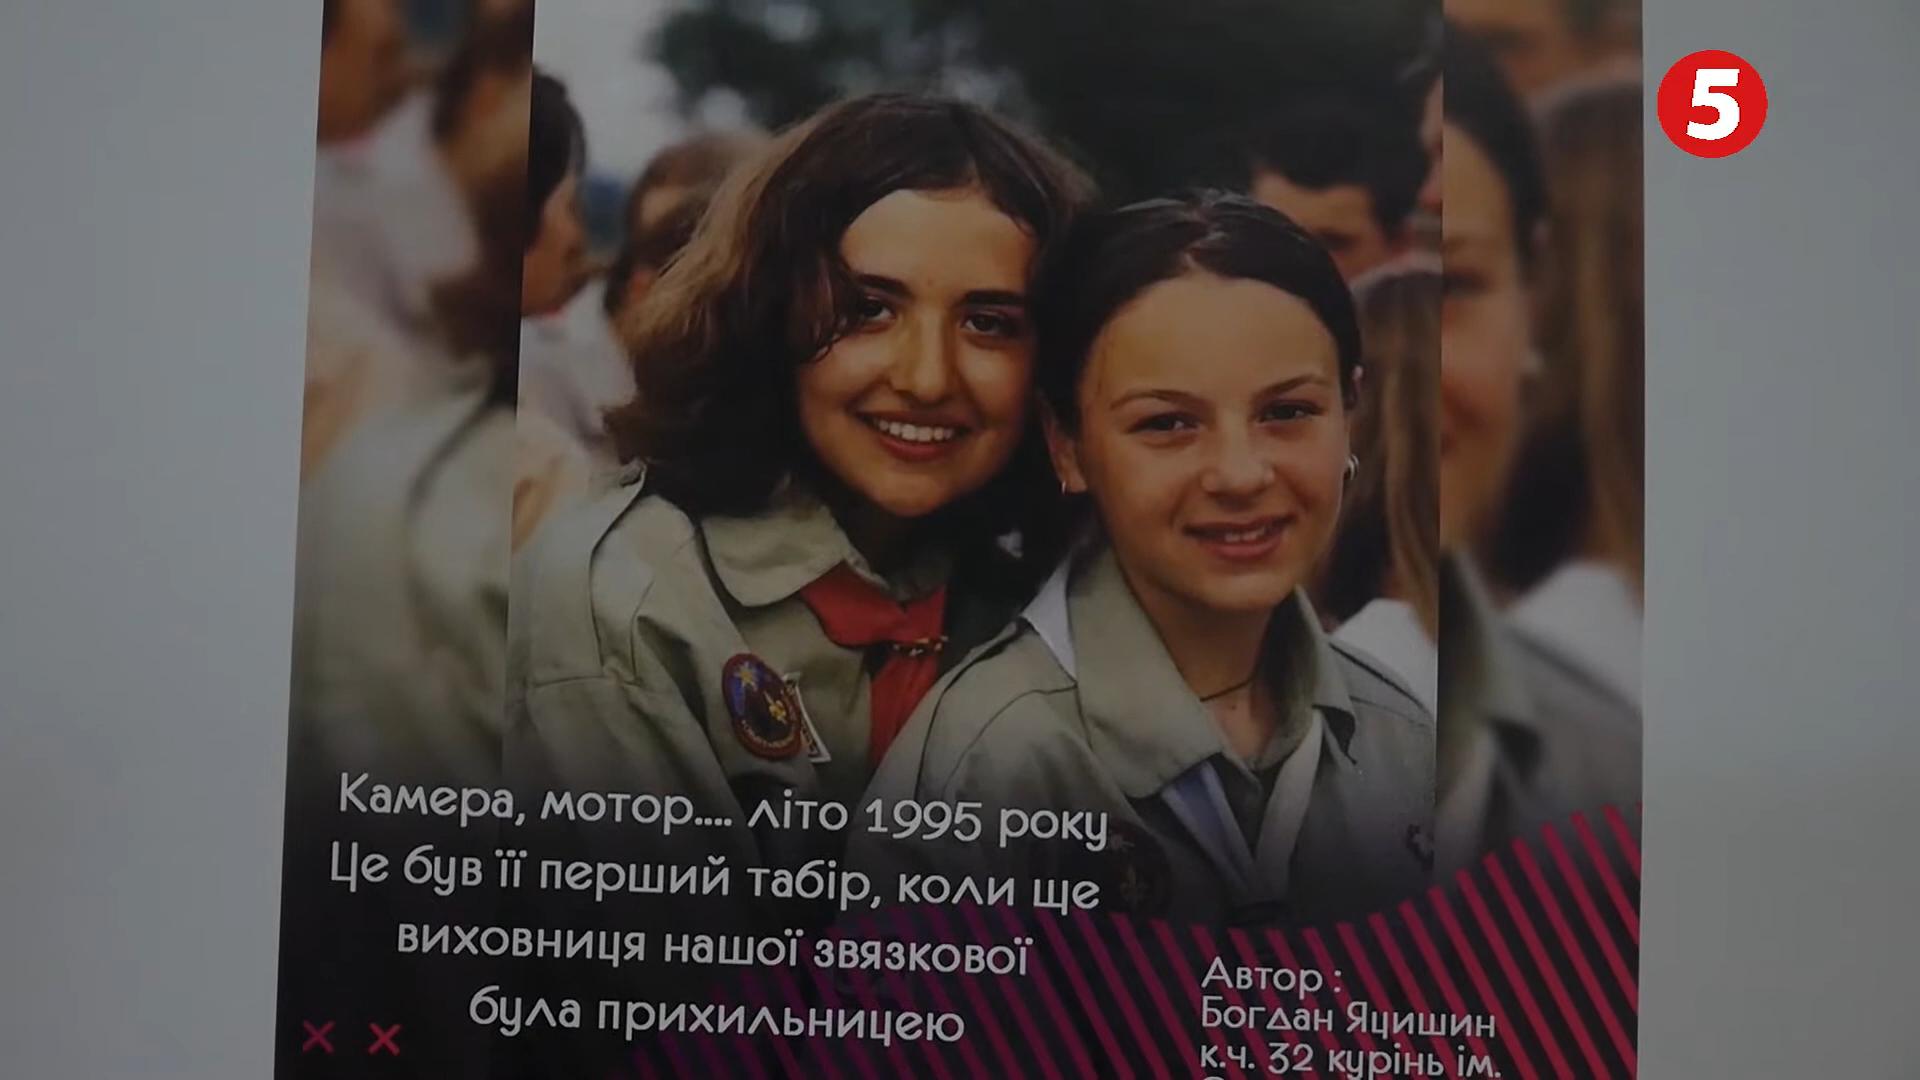 5
Камера, мотор.... літо 1995 року
Це був її перший табір, коли ще
виховниця нашої звязкової
була прихильницею
Автор :
Богдан Яцишин
к.ч. 32 курінь ім.